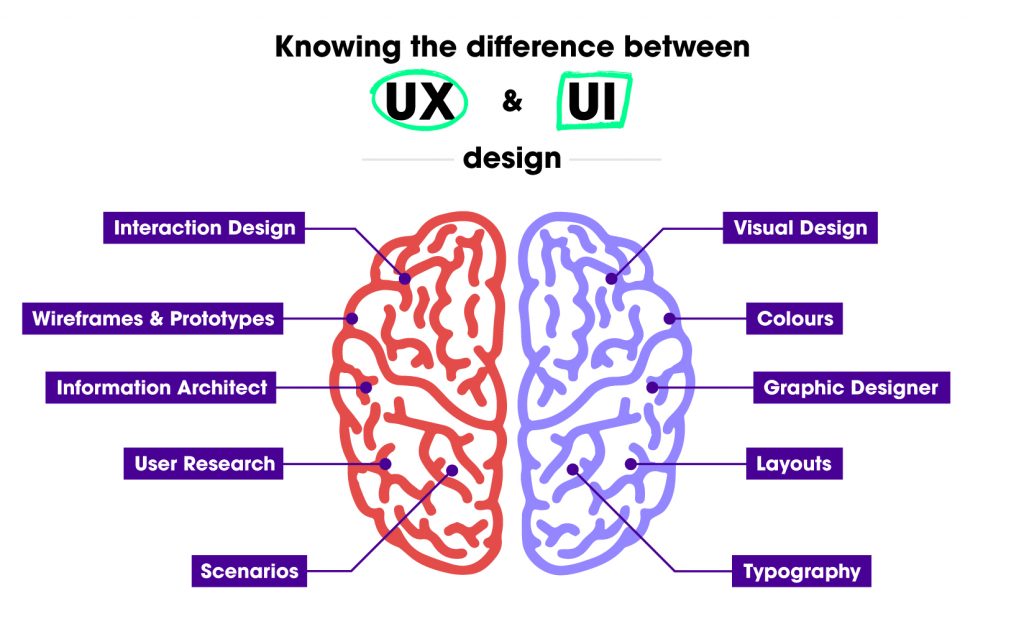 Knowing the difference between
UX & UI
design
Interaction Design
Wireframes & Prototypes
Information Architect
User Research
Scenarios
Visual Design
Colours
Graphic Designer
Layouts
Typography